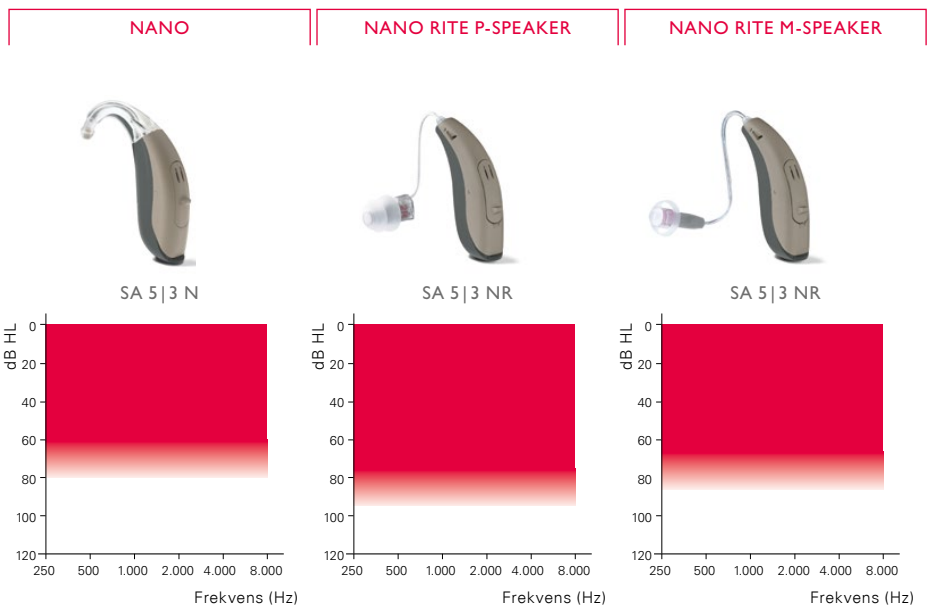 NANO
NANO RITE P-SPEAKER
NANO RITE M-SPEAKER
SA 5|3 N
SA 5|3 NR
SA 5|3 NR
dB HL
0
20
40
60
80
100
120
250 500 1.000 2.000 4.000 8.000
Frekvens (Hz)
dB HL
0
20
40
60
80
100
120
250 500 1.000 2.000 4.000 8.000
Frekvens (Hz)
dB HL
0
20
40
60
80
100
120
250 500 1.000 2.000 4.000 8.000
Frekvens (Hz)